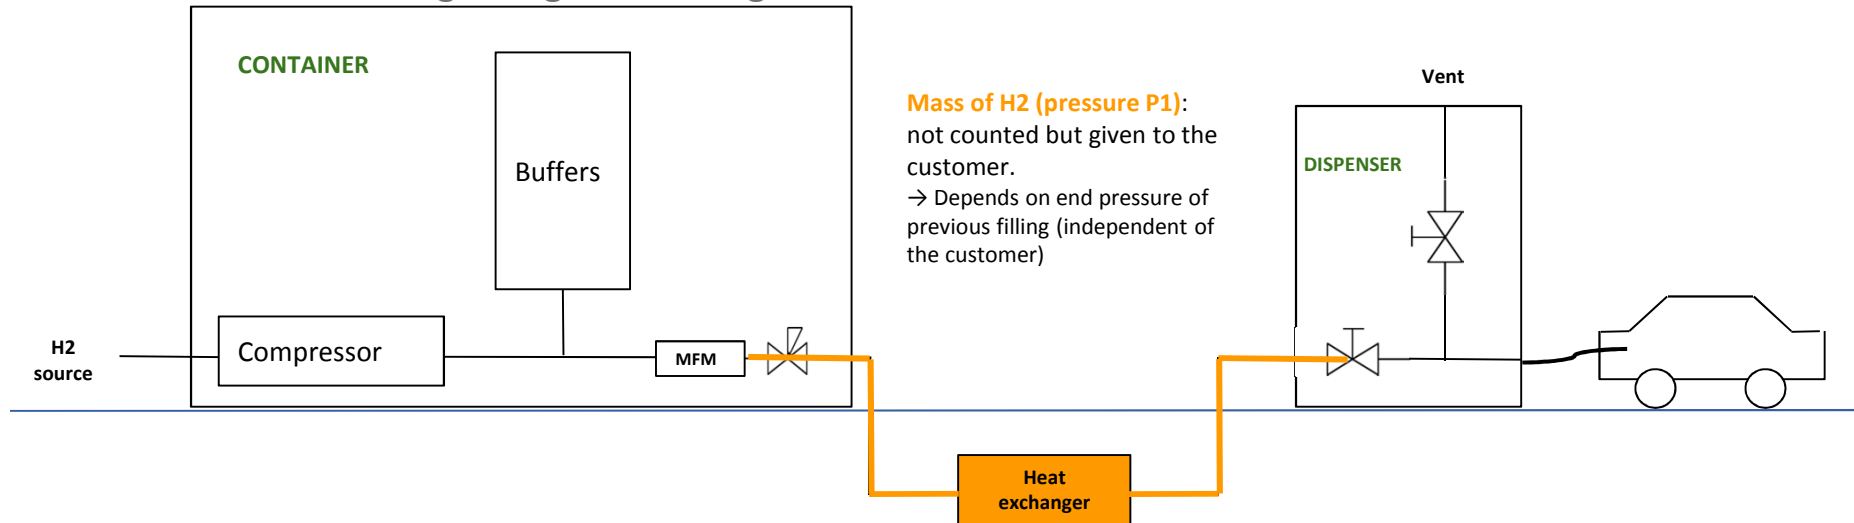 CONTAINER
Buffers
Compressor
MFM
H2
source
Mass of H2 (pressure P1):
not counted but given to the
customer.
→ Depends on end pressure of
previous filling (independent of
the customer)
Vent
DISPENSER
Heat
exchanger